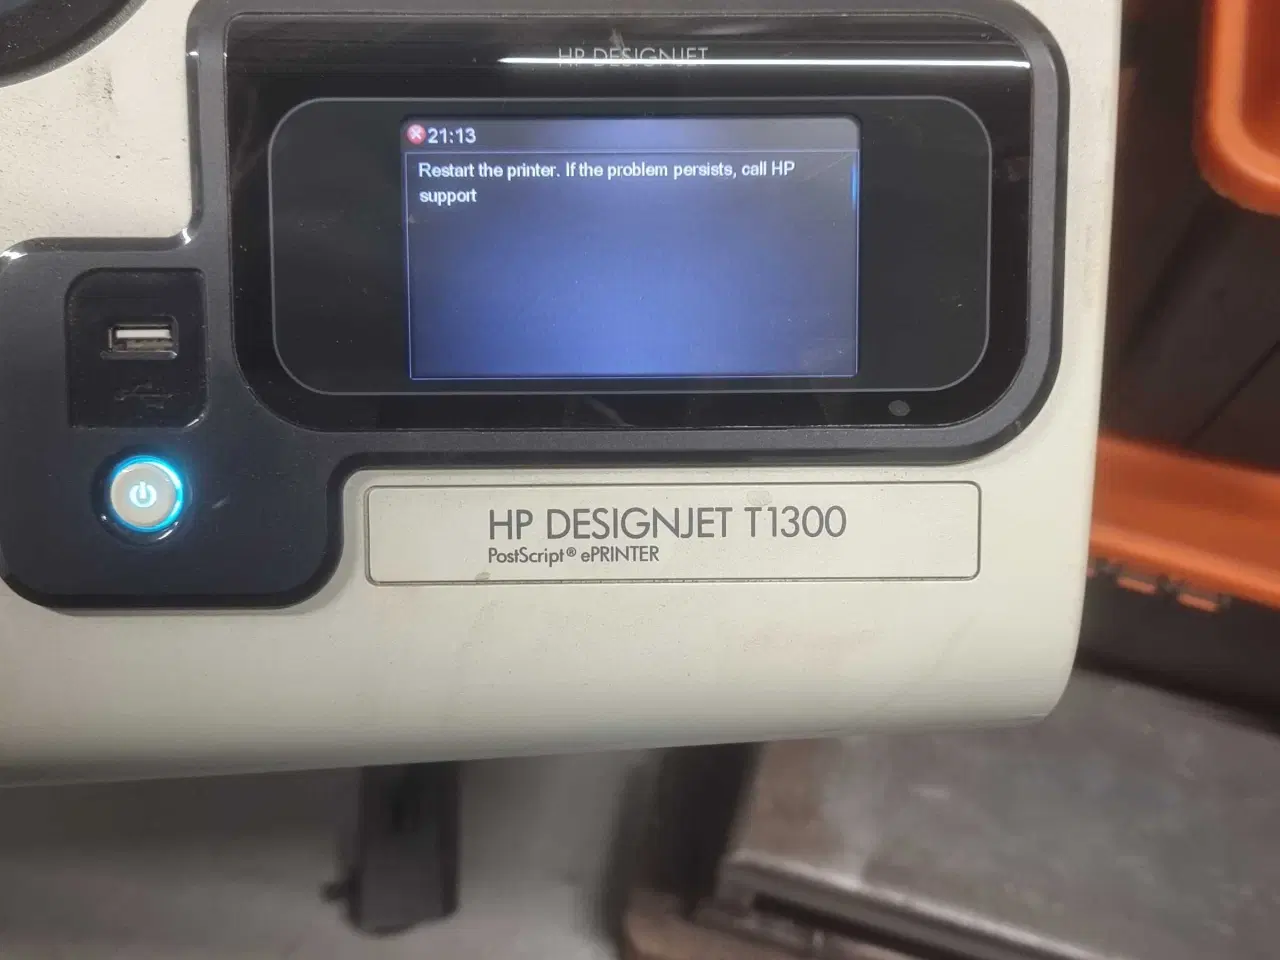 HP DESIGNJET
21:13
Restart the printer. If the problem persists, call HP
support
HP DESIGNJET T1300
PostScript® ePRINTER